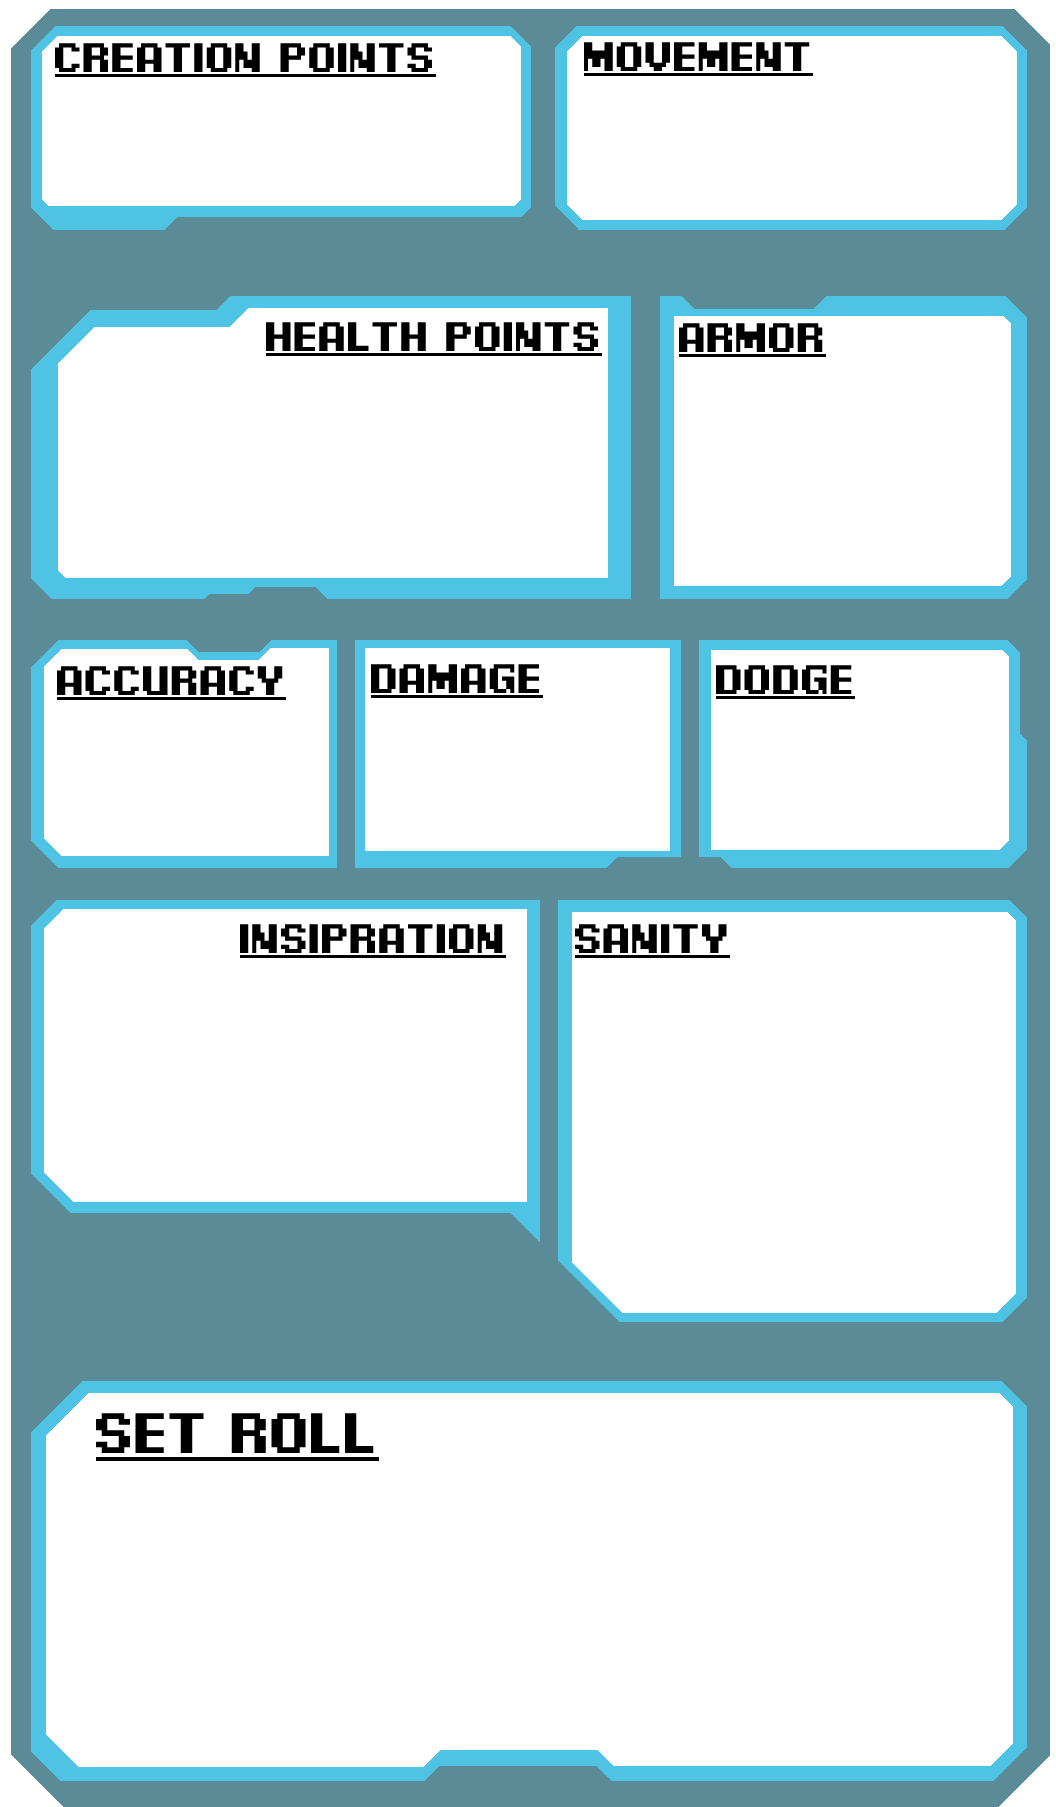 CREATION POINTS
MOVEMENT
HEALTH POINTS
ARMOR
ACCURACY
DAMAGE
DODGE
INSIPRATION
SANITY
SET ROLL